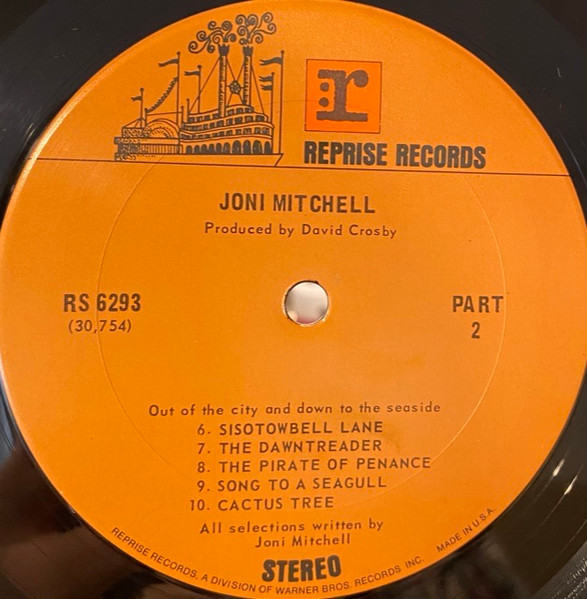 :r
REPRISE RECORDS
JONI MITCHELL
Produced by David Crosby
RS 6293
(30,754)
PART
2
Out of the city and down to the seaside
6. SISOTOWBELL LANE
7. THE DAWNTREADER
8. THE PIRATE OF PENANCE
9. SONG TO A SEAGULL
10. CACTUS TREE
All selections written by
Joni Mitchell
STEREO
REPRISE RECORDS, A DIVISION OF WARNER BROS. RECORDS INC. MADE IN U.S.A.